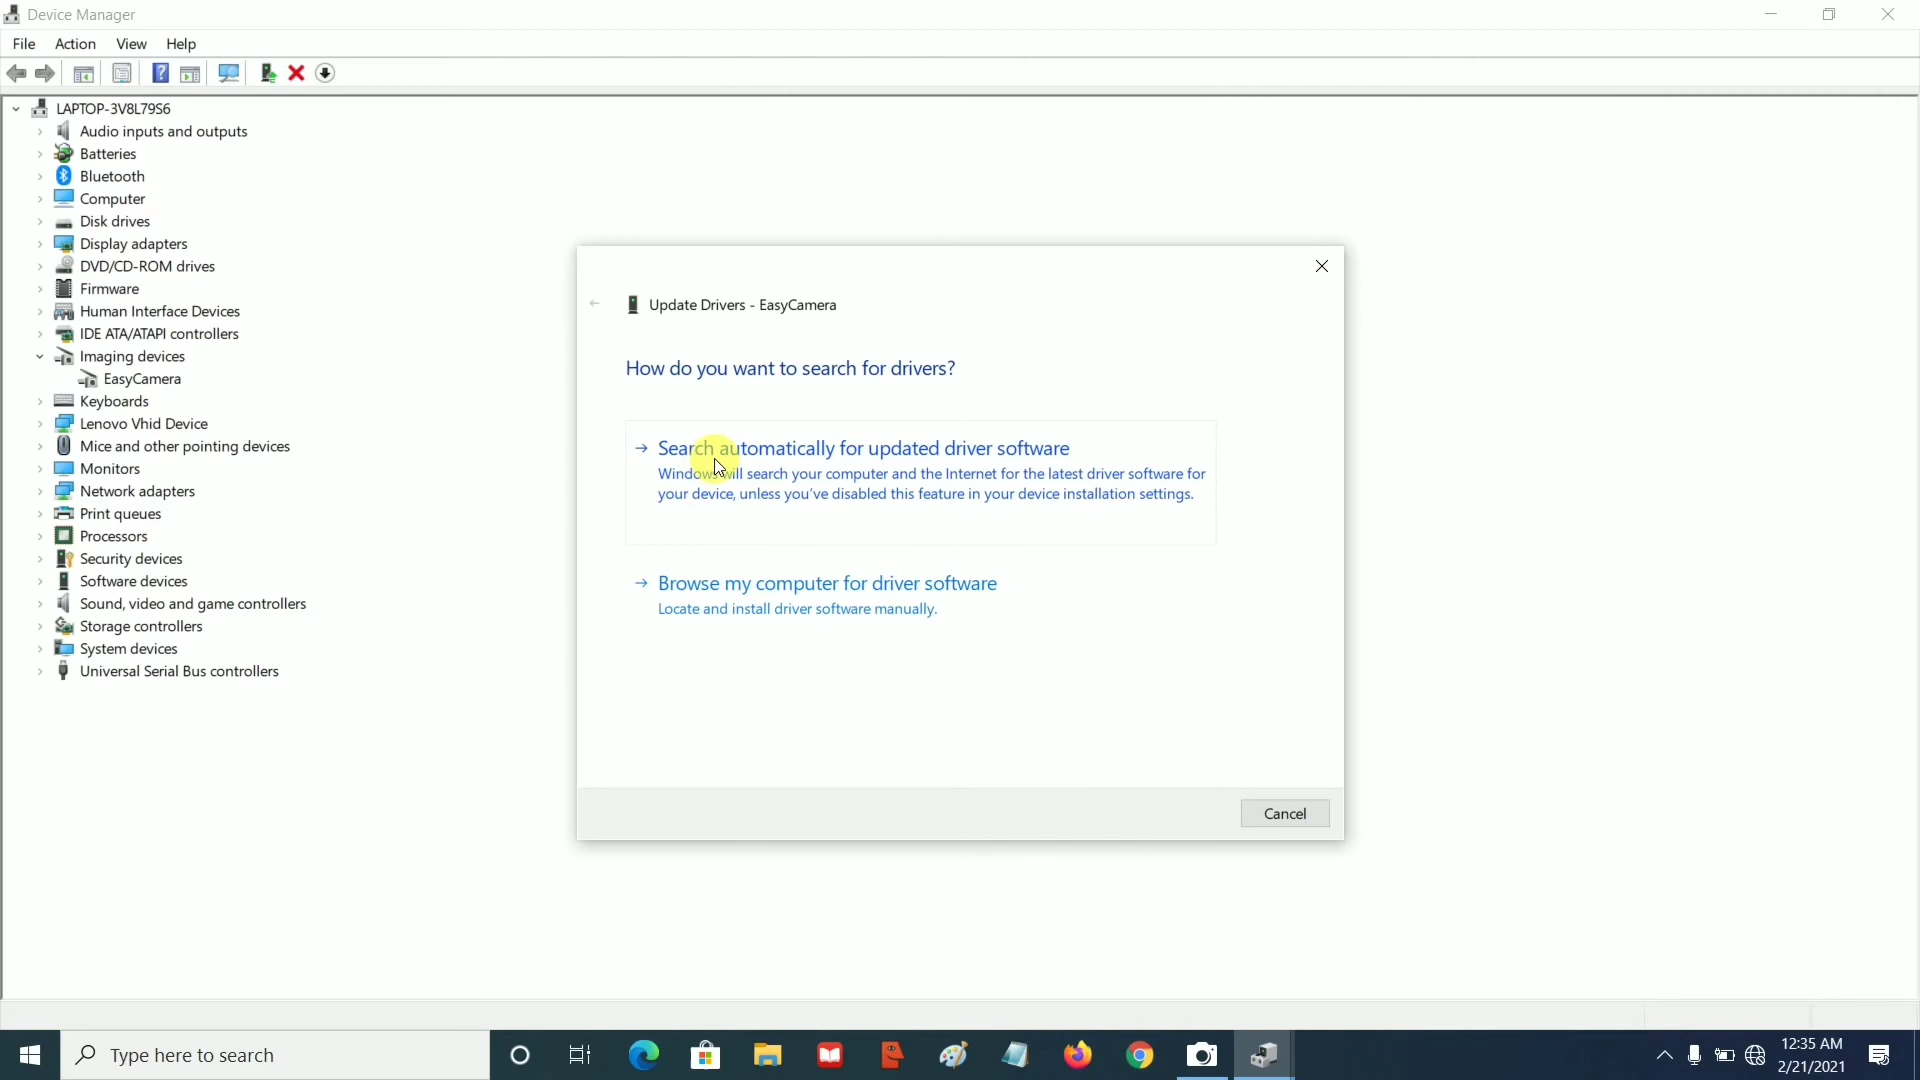 Device Manager
File Action View Help
LAPTOP-3V8L79S6
Audio inputs and outputs
Batteries
Bluetooth
Computer
Disk drives
Display adapters
DVD/CD-ROM drives
Firmware
Human Interface Devices
IDE ATA/ATAPI controllers
Imaging devices
EasyCamera
Keyboards
Lenovo Vhid Device
Mice and other pointing devices
Monitors
Network adapters
Print queues
Processors
Security devices
Software devices
Sound, video and game controllers
Storage controllers
System devices
Universal Serial Bus controllers
Update Drivers - EasyCamera
How do you want to search for drivers?
Search automatically for updated driver software
Windows will search your computer and the Internet for the latest driver software for
your device, unless you've disabled this feature in your device installation settings.
Browse my computer for driver software
Locate and install driver software manually.
Cancel
Type here to search
12:35 AM
2/21/2021